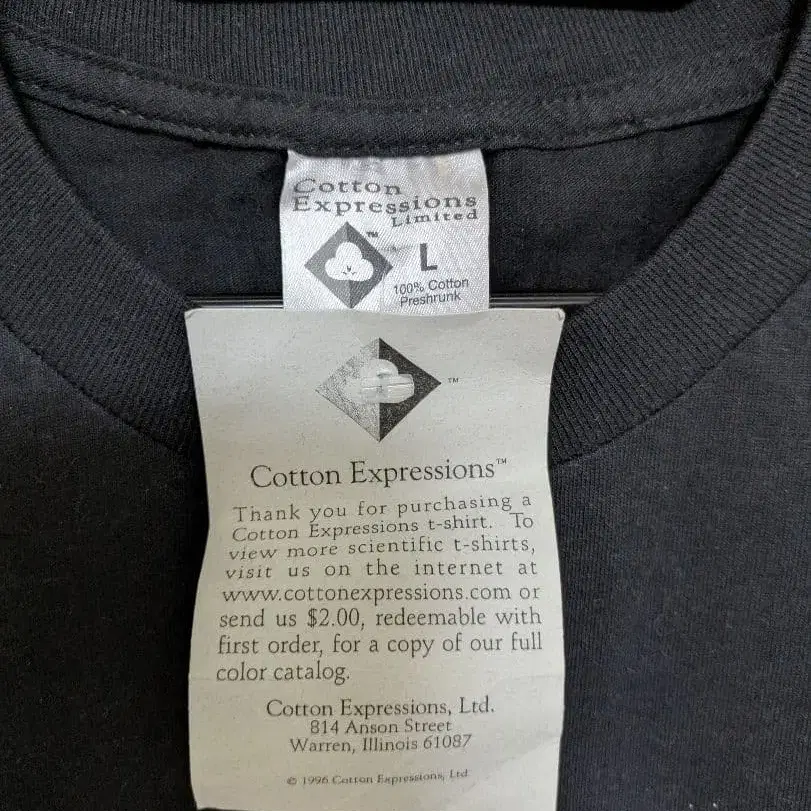 Cotton
Expressions
Limited
™
L
100% Cotton
Preshrunk
™
Cotton Expressions™
Thank you for purchasing a
Cotton Expressions t-shirt. To
view more scientific t-shirts,
visit us on the internet at
www.cottonexpressions.com or
send us $2.00, redeemable with
first order, for a copy of our full
color catalog.
Cotton Expressions, Ltd.
814 Anson Street
Warren, Illinois 61087
© 1996 Cotton Expressions, Ltd.